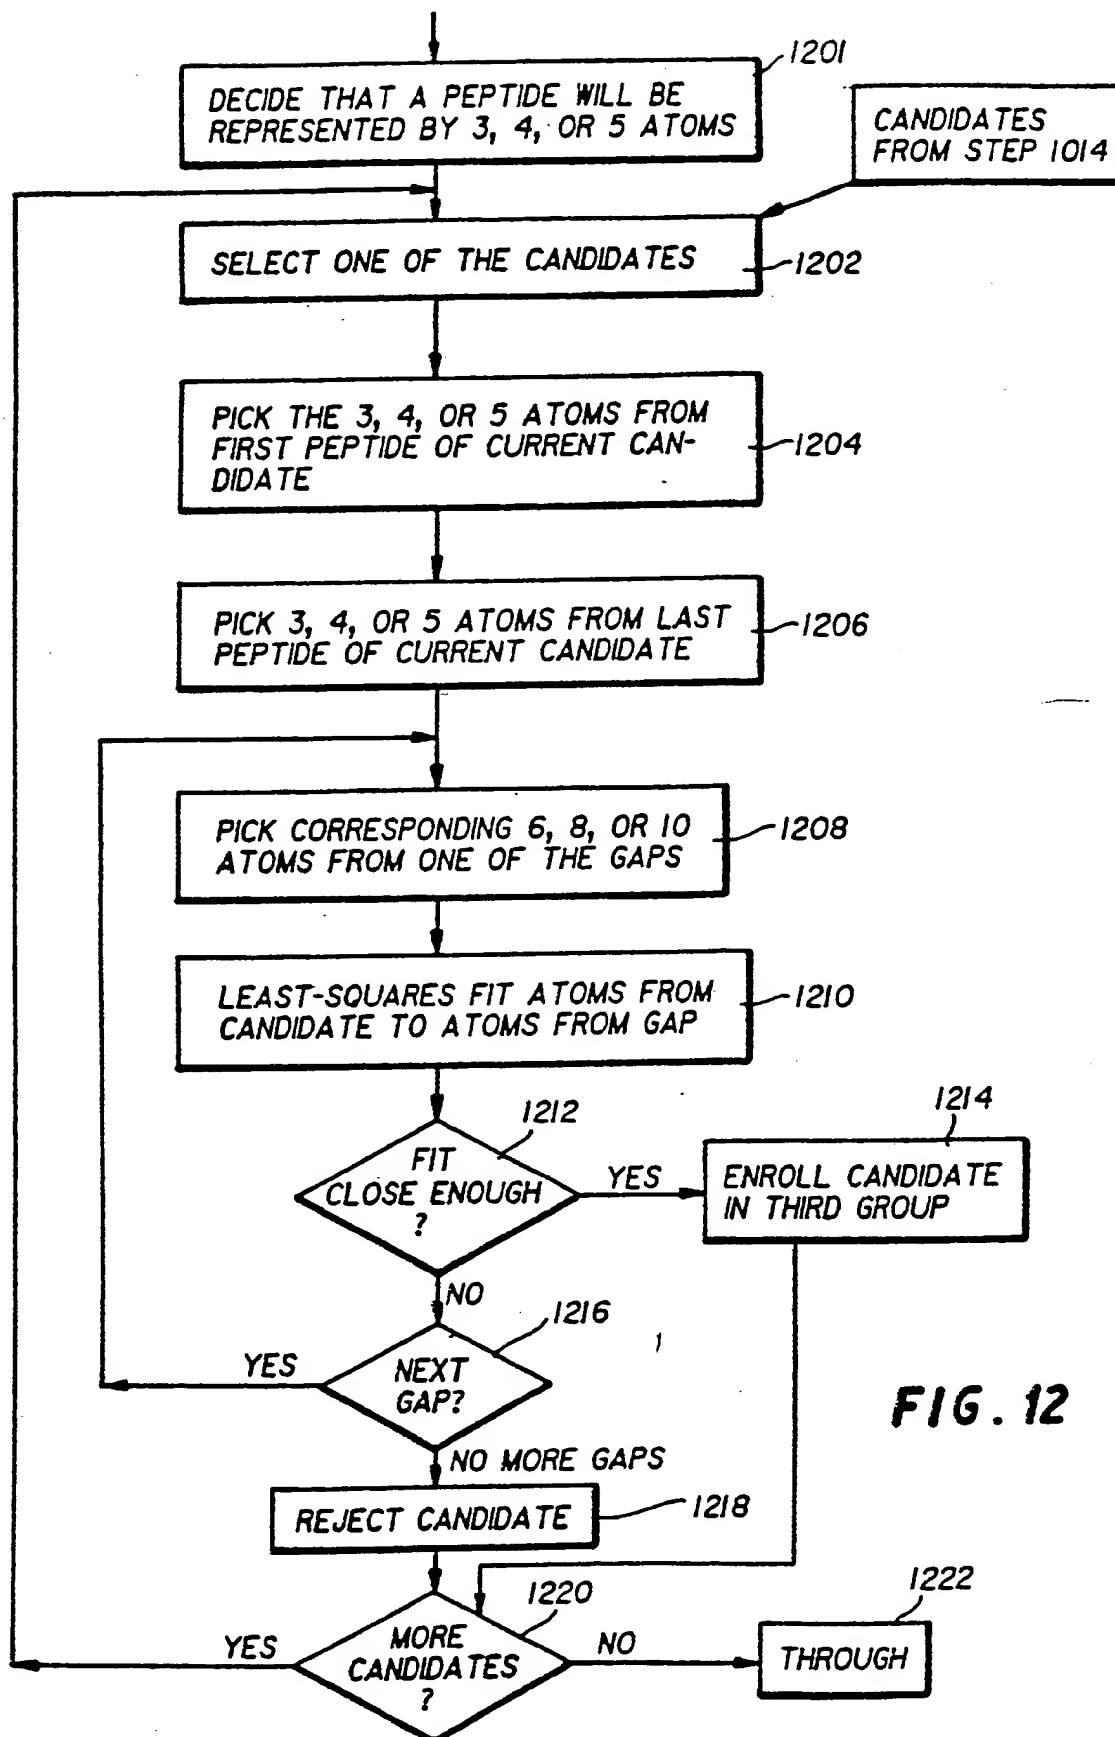 1201
DECIDE THAT A PEPTIDE WILL BE
REPRESENTED BY 3, 4, OR 5 ATOMS
CANDIDATES
FROM STEP 1014
SELECT ONE OF THE CANDIDATES
1202
PICK THE 3, 4, OR 5 ATOMS FROM
FIRST PEPTIDE OF CURRENT CAN-
DIDATE
1204
PICK 3, 4, OR 5 ATOMS FROM LAST
PEPTIDE OF CURRENT CANDIDATE
1206
PICK CORRESPONDING 6, 8, OR 10
ATOMS FROM ONE OF THE GAPS
1208
LEAST-SQUARES FIT ATOMS FROM
CANDIDATE TO ATOMS FROM GAP
1210
1212
FIT
CLOSE ENOUGH
?
YES
1214
ENROLL CANDIDATE
IN THIRD GROUP
NO
1216
NEXT
GAP?
YES
FIG. 12
NO MORE GAPS
REJECT CANDIDATE
1218
1220
MORE
CANDIDATES
?
YES
NO
1222
THROUGH